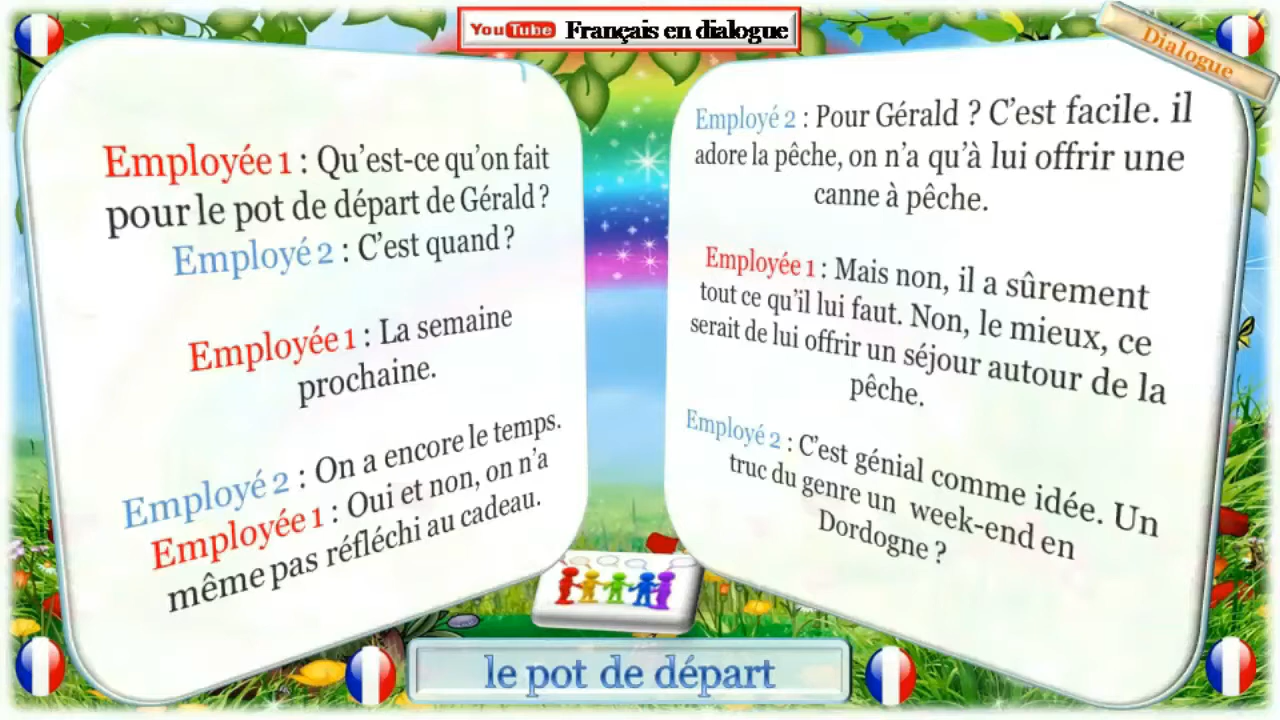 YouTube Français en dialogue
Dialogue
Employée 1 : Qu'est-ce qu'on fait
pour le pot de départ de Gérald ?
Employé 2 : C'est quand ?
Employée 1 : La semaine
prochaine.
Employé 2 : On a encore le temps.
Employée 1 : Oui et non, on n'a
même pas réfléchi au cadeau.
Employé 2 : Pour Gérald ? C'est facile. il
adore la pêche, on n'a qu'à lui offrir une
canne à pêche.
Employée 1 : Mais non, il a sûrement
tout ce qu'il lui faut. Non, le mieux, ce
serait de lui offrir un séjour autour de la
pêche.
Employé 2 : C'est génial comme idée. Un
truc du genre un week-end en
Dordogne ?
le pot de départ